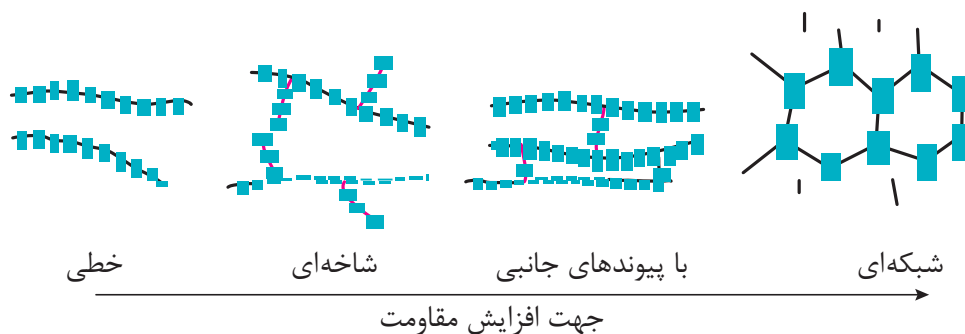 شبکه‌ای
با پیوندهای جانبی
شاخه‌ای
خطی
جهت افزایش مقاومت